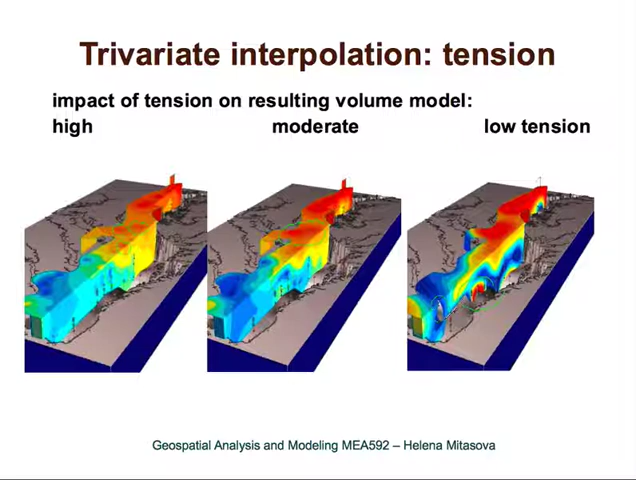 Trivariate interpolation: tension
impact of tension on resulting volume model:
high moderate low tension
Geospatial Analysis and Modeling MEA592 – Helena Mitasova